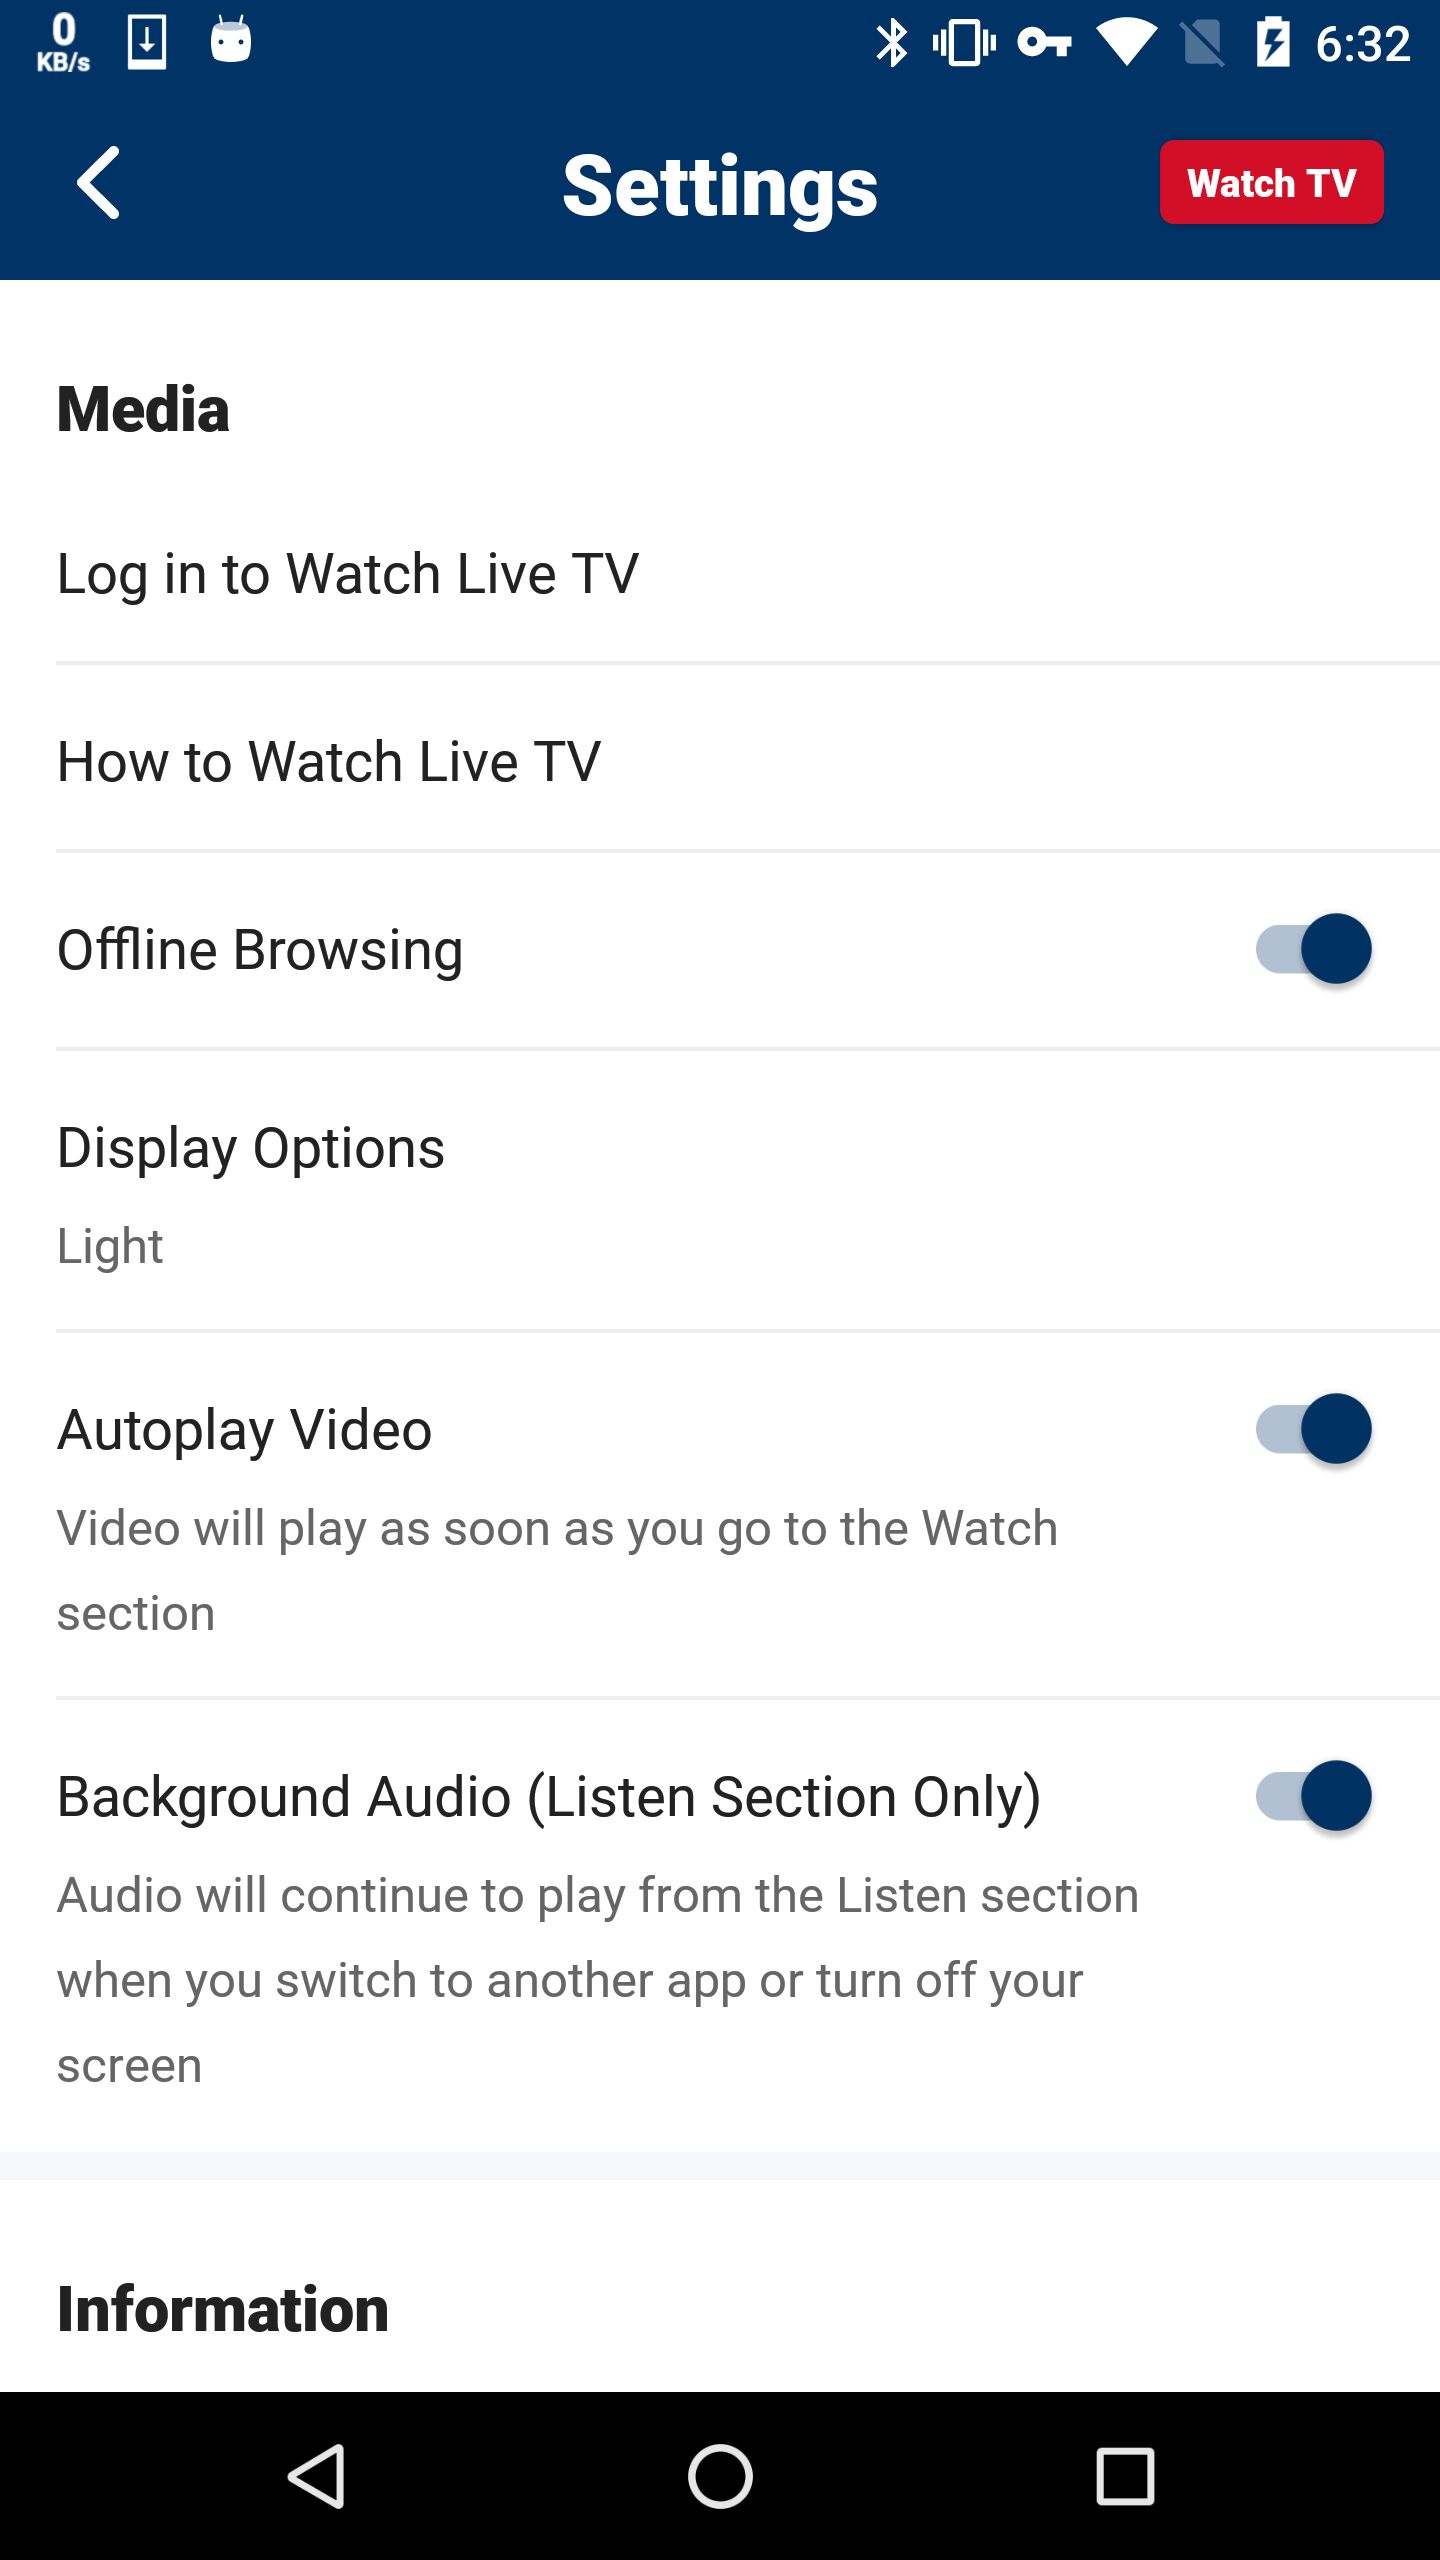 0
KB/s
6:32
Settings
Watch TV
Media
Log in to Watch Live TV
How to Watch Live TV
Offline Browsing
Display Options
Light
Autoplay Video
Video will play as soon as you go to the Watch
section
Background Audio (Listen Section Only)
Audio will continue to play from the Listen section
when you switch to another app or turn off your
screen
Information